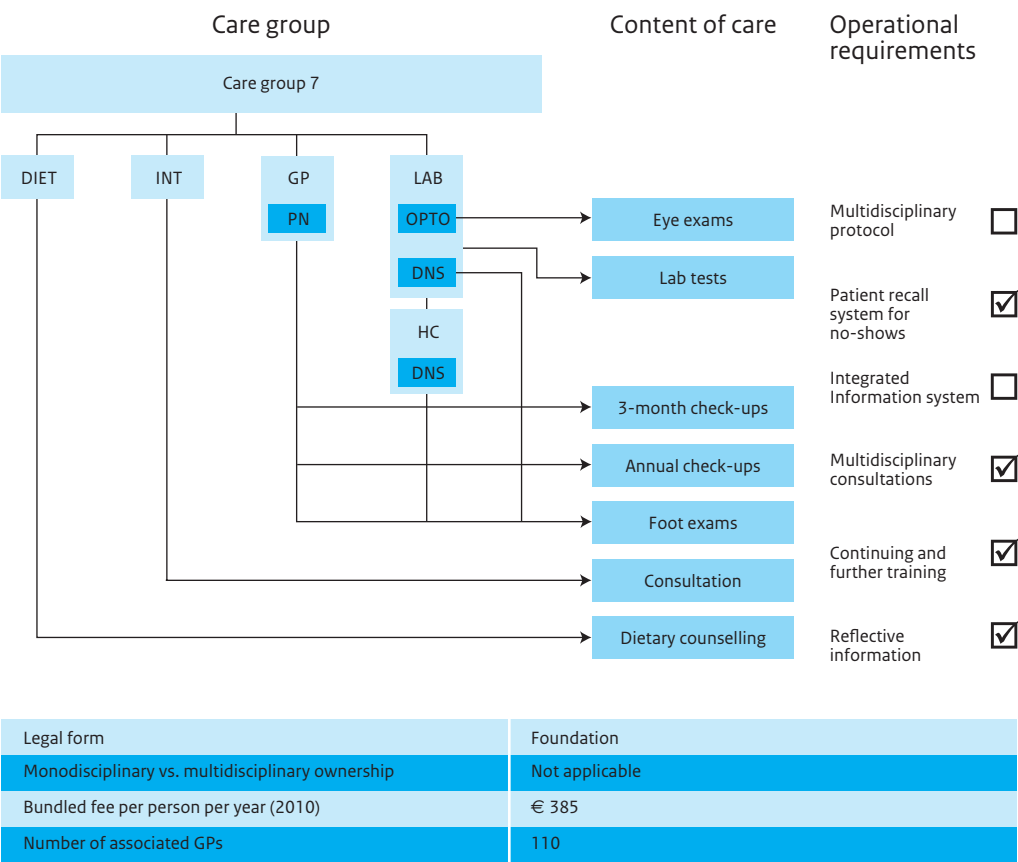 Care group
Content of care
Operational
requirements
Care group 7
DIET
INT
GP
LAB
PN
OPTO
DNS
HC
DNS
Eye exams
Lab tests
3-month check-ups
Annual check-ups
Foot exams
Consultation
Dietary counselling
Multidisciplinary
protocol
Patient recall
system for
no-shows
Integrated
Information system
Multidisciplinary
consultations
Continuing and
further training
Reflective
information
Legal form Foundation
Monodisciplinary vs. multidisciplinary ownership Not applicable
Bundled fee per person per year (2010) € 385
Number of associated GPs 110